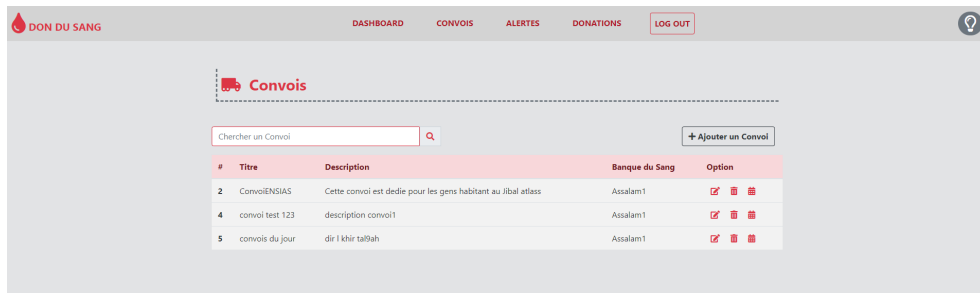 DON DU SANG DASHBOARD CONVOIS ALERTES DONATIONS LOG OUT
Convois
Chercher un Convoi + Ajouter un Convoi
# Titre Description Banque du Sang Option
2 ConvoiENSIAS Cette convoi est dedie pour les gens habitant au Jibal atlass Assalam1
4 convoi test 123 description convoi1 Assalam1
5 convois du jour dir l khir tal9ah Assalam1